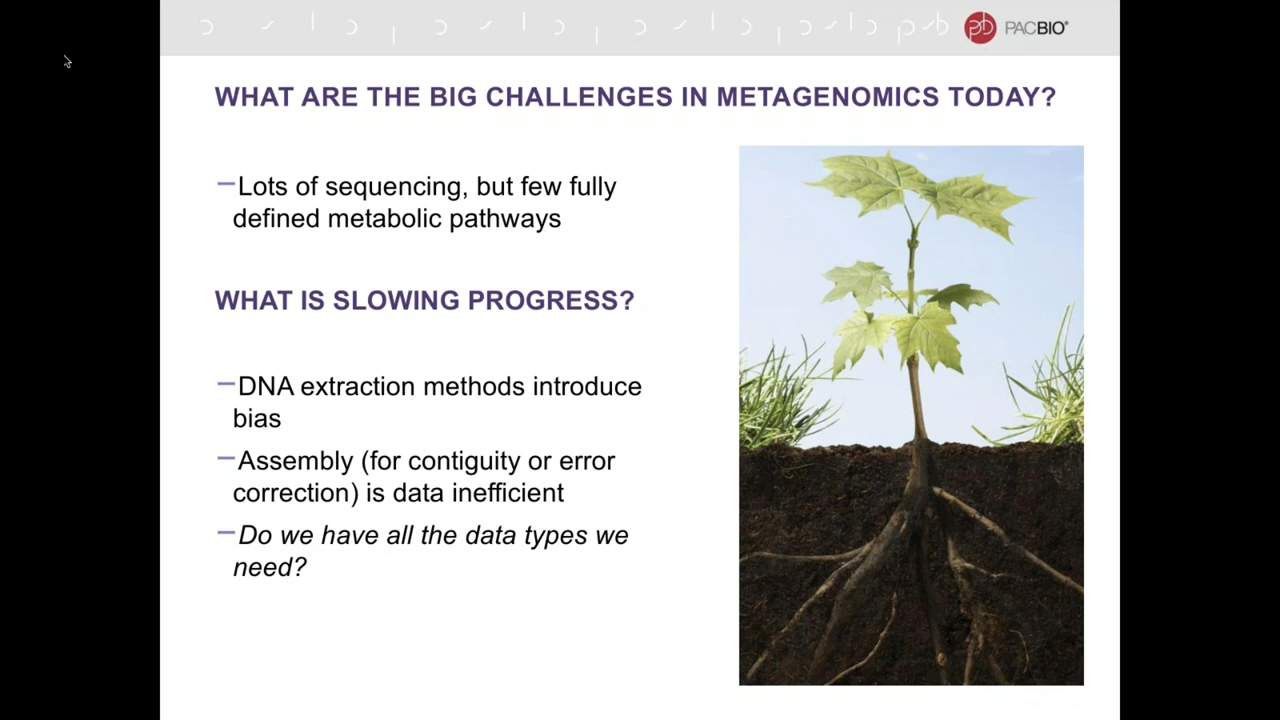 PACBIO®
WHAT ARE THE BIG CHALLENGES IN METAGENOMICS TODAY?
—Lots of sequencing, but few fully
defined metabolic pathways
WHAT IS SLOWING PROGRESS?
—DNA extraction methods introduce
bias
—Assembly (for contiguity or error
correction) is data inefficient
—Do we have all the data types we
need?